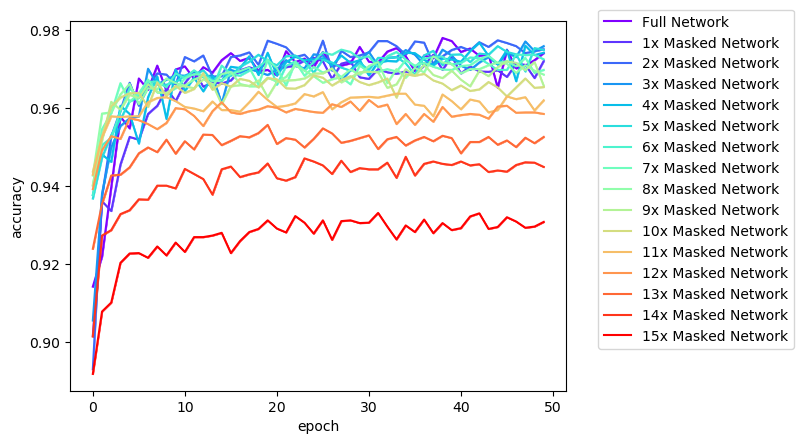 0.98
0.96
0.94
0.92
0.90
accuracy
0
10
20
30
40
50
epoch
Full Network
1x Masked Network
2x Masked Network
3x Masked Network
4x Masked Network
5x Masked Network
6x Masked Network
7x Masked Network
8x Masked Network
9x Masked Network
10x Masked Network
11x Masked Network
12x Masked Network
13x Masked Network
14x Masked Network
15x Masked Network